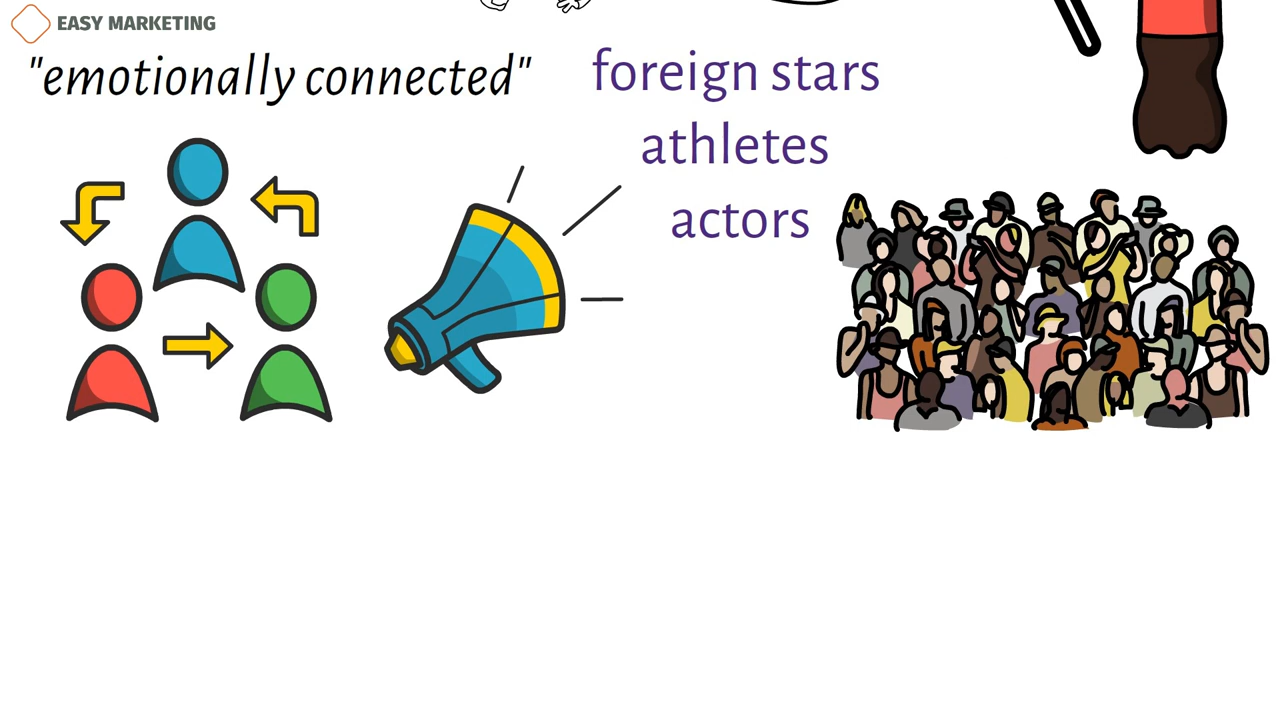 EASY MARKETING
"emotionally connected"
foreign stars
athletes
actors